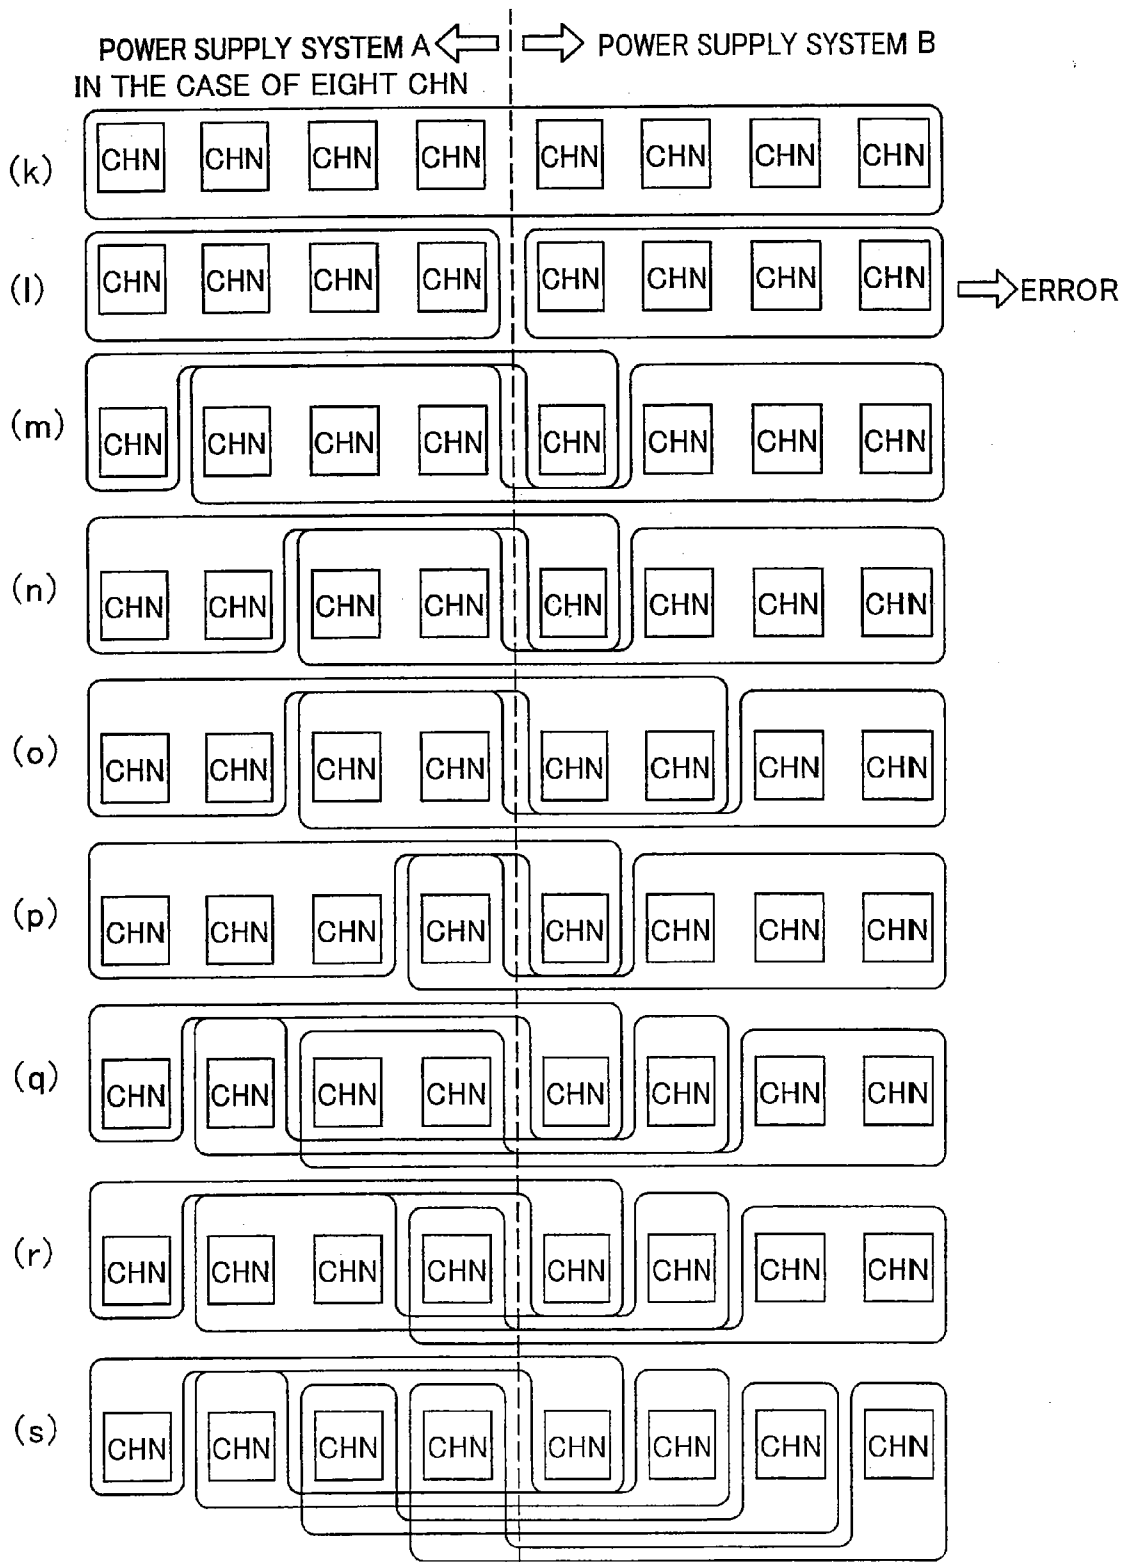 POWER SUPPLY SYSTEM A
POWER SUPPLY SYSTEM B
IN THE CASE OF EIGHT CHN
(k) CHN CHN CHN CHN CHN CHN CHN CHN
(l) CHN CHN CHN CHN CHN CHN CHN CHN ERROR
(m) CHN CHN CHN CHN CHN CHN CHN CHN
(n) CHN CHN CHN CHN CHN CHN CHN CHN
(o) CHN CHN CHN CHN CHN CHN CHN CHN
(p) CHN CHN CHN CHN CHN CHN CHN CHN
(q) CHN CHN CHN CHN CHN CHN CHN CHN
(r) CHN CHN CHN CHN CHN CHN CHN CHN
(s) CHN CHN CHN CHN CHN CHN CHN CHN